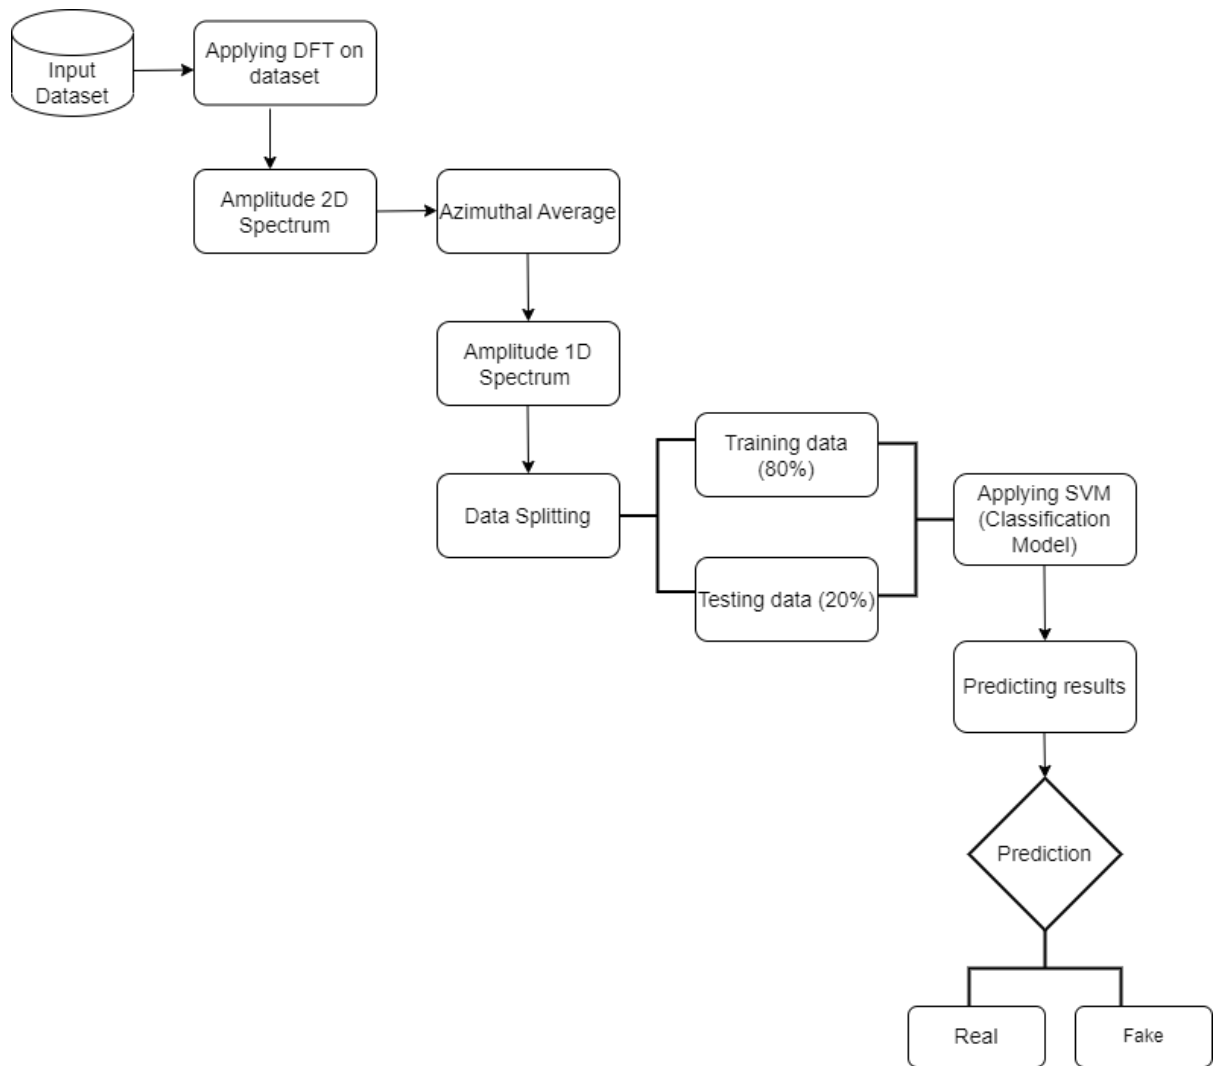 Input
Dataset
Applying DFT on
dataset
Amplitude 2D
Spectrum
Azimuthal Average
Amplitude 1D
Spectrum
Data Splitting
Training data
(80%)
Testing data (20%)
Applying SVM
(Classification
Model)
Predicting results
Prediction
Real
Fake